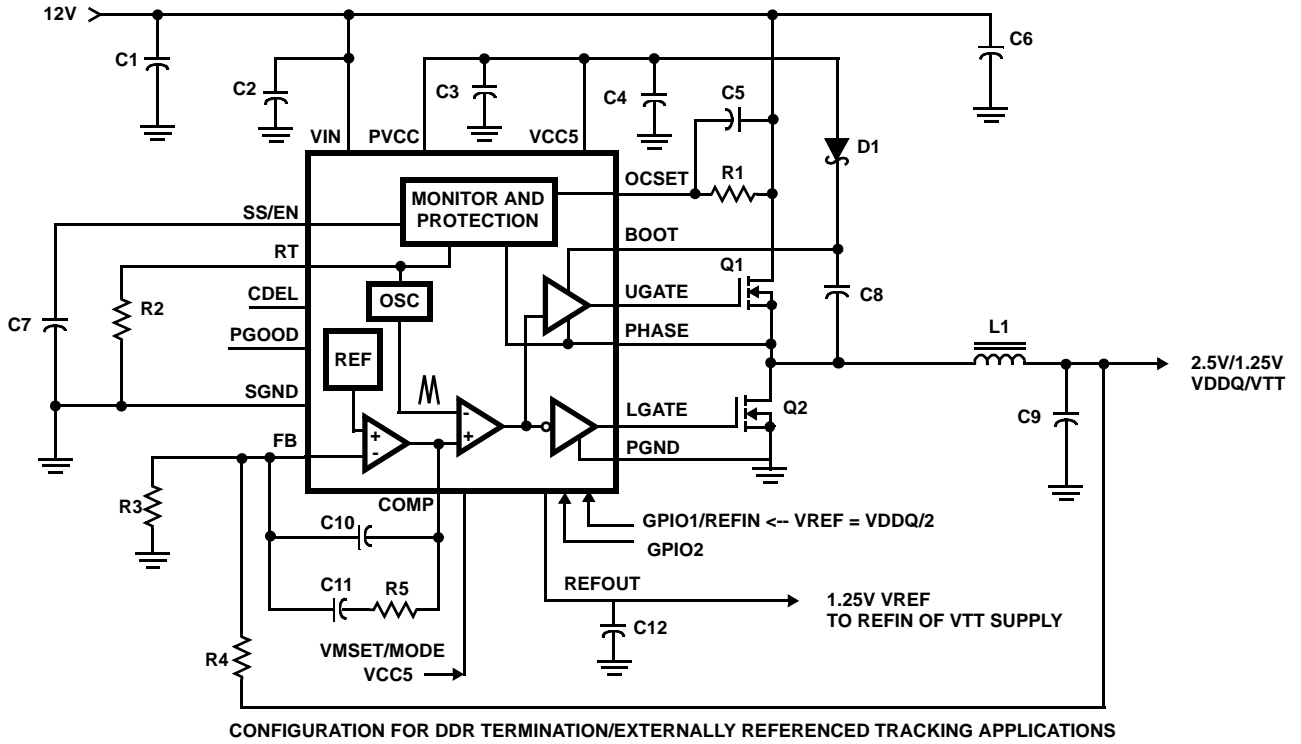 12V
C1
C2
C3
C4
C5
C6
VIN
PVCC
VCC5
D1
OCSET
R1
MONITOR AND
PROTECTION
SS/EN
BOOT
RT
Q1
OSC
UGATE
C8
CDEL
R2
C7
PHASE
L1
PGOOD
REF
2.5V/1.25V
VDDQ/VTT
SGND
LGATE
Q2
C9
-
+
+
-
FB
PGND
R3
COMP
C10
GPIO1/REFIN <-- VREF = VDDQ/2
GPIO2
C11
R5
REFOUT
1.25V VREF
TO REFIN OF VTT SUPPLY
C12
VMSET/MODE
VCC5
R4
CONFIGURATION FOR DDR TERMINATION/EXTERNALLY REFERENCED TRACKING APPLICATIONS